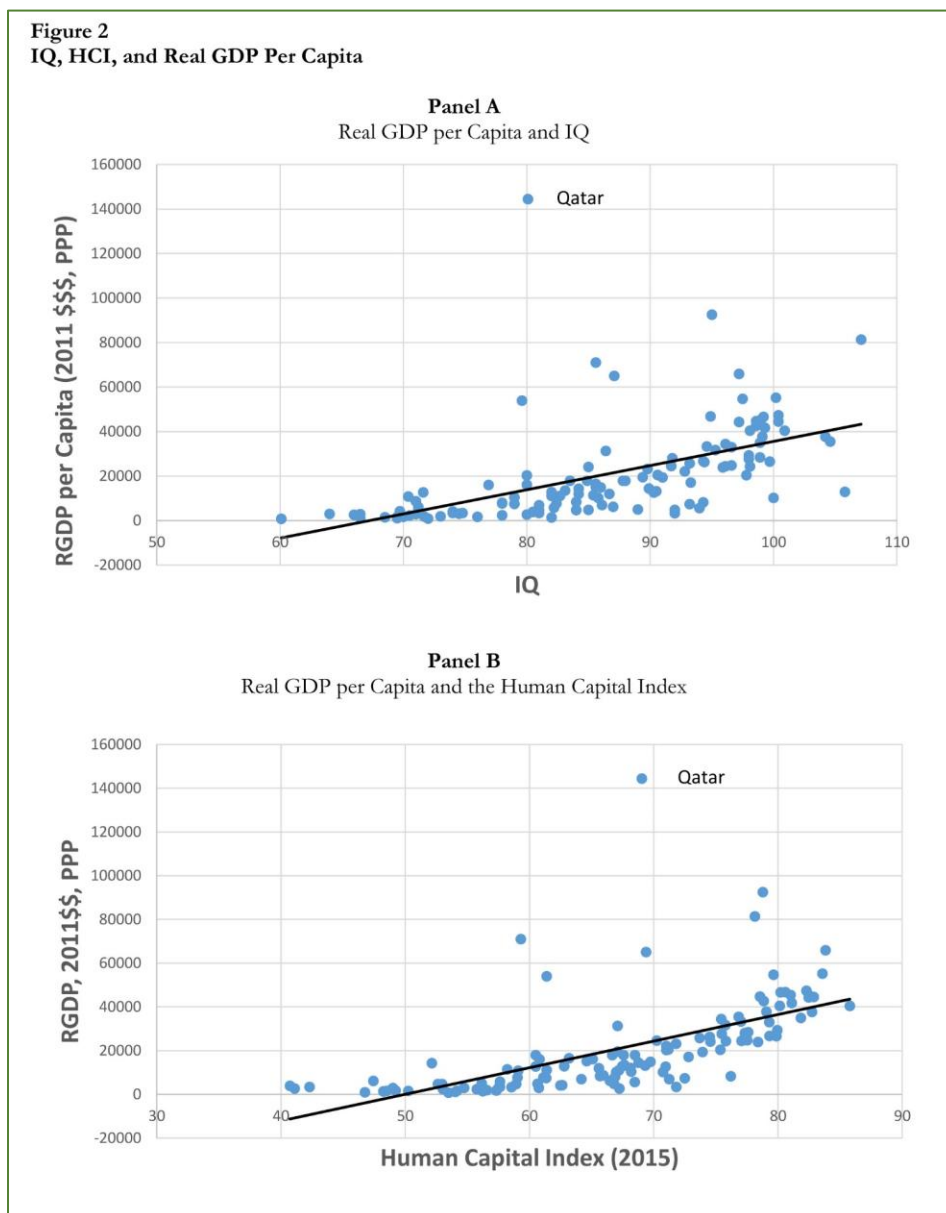 Figure 2
IQ, HCI, and Real GDP Per Capita
Panel A
Real GDP per Capita and IQ
160000
140000
120000
100000
80000
60000
40000
20000
0
-20000
Qatar
50
60
70
80
90
100
110
RGDP per Capita (2011 $$$, PPP)
IQ
Panel B
Real GDP per Capita and the Human Capital Index
160000
140000
120000
100000
80000
60000
40000
20000
0
-20000
Qatar
30
40
50
60
70
80
90
RGDP, 2011$$, PPP
Human Capital Index (2015)